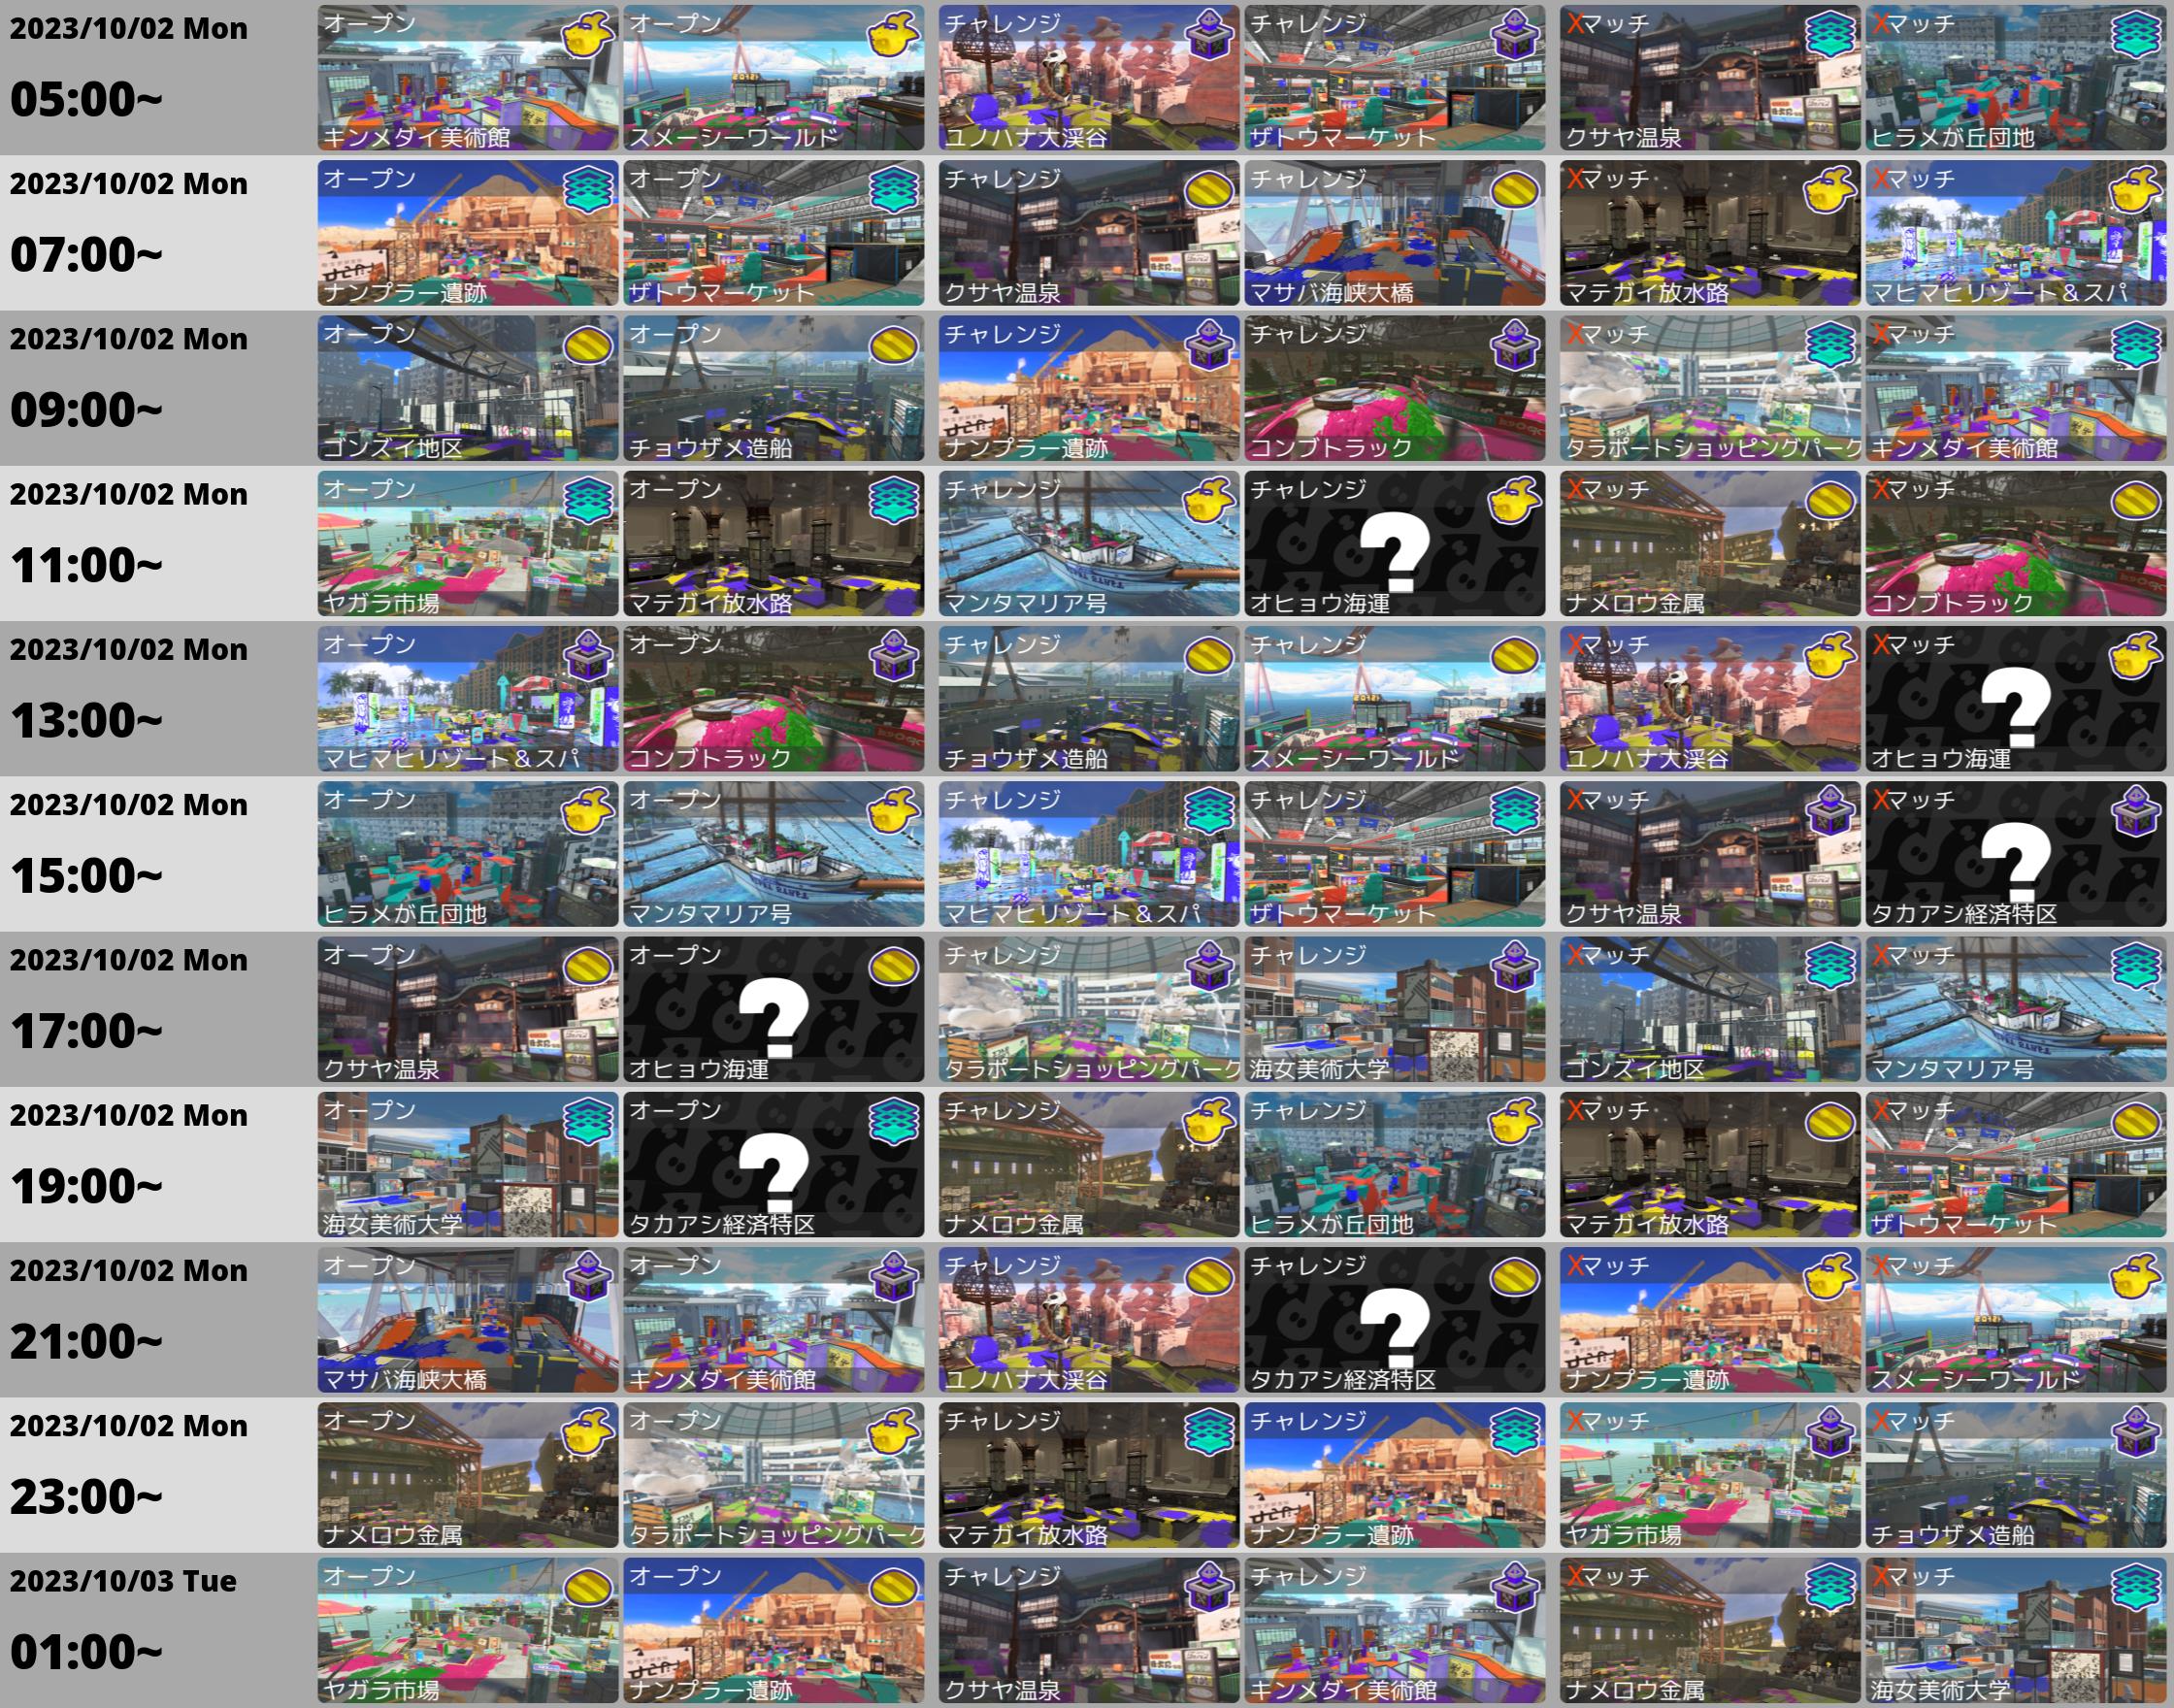 2023/10/02 Mon
05:00~
オープン
キンメダイ美術館
オープン
スメーシーワールド
チャレンジ
ユノハナ大渓谷
チャレンジ
ザトウマーケット
Xマッチ
クサヤ温泉
Xマッチ
ヒラメが丘団地
2023/10/02 Mon
07:00~
オープン
ナンプラー遺跡
オープン
ザトウマーケット
チャレンジ
クサヤ温泉
チャレンジ
マサバ海峡大橋
Xマッチ
マテガイ放水路
Xマッチ
マヒマヒリゾート&スパ
2023/10/02 Mon
09:00~
オープン
ゴンズイ地区
オープン
チョウザメ造船
チャレンジ
ナンプラー遺跡
チャレンジ
コンブトラック
Xマッチ
タラポートショッピングパーク
Xマッチ
キンメダイ美術館
2023/10/02 Mon
11:00~
オープン
ヤガラ市場
オープン
マテガイ放水路
チャレンジ
マンタマリア号
チャレンジ
?
オヒョウ海運
Xマッチ
ナメロウ金属
Xマッチ
コンブトラック
2023/10/02 Mon
13:00~
オープン
マヒマヒリゾート&スパ
オープン
コンブトラック
チャレンジ
チョウザメ造船
チャレンジ
スメーシーワールド
Xマッチ
ユノハナ大渓谷
Xマッチ
?
オヒョウ海運
2023/10/02 Mon
15:00~
オープン
ヒラメが丘団地
オープン
マンタマリア号
チャレンジ
マヒマヒリゾート&スパ
チャレンジ
ザトウマーケット
Xマッチ
クサヤ温泉
Xマッチ
?
タカアシ経済特区
2023/10/02 Mon
17:00~
オープン
クサヤ温泉
オープン
?
オヒョウ海運
チャレンジ
タラポートショッピングパーク
チャレンジ
海女美術大学
Xマッチ
ゴンズイ地区
Xマッチ
マンタマリア号
2023/10/02 Mon
19:00~
オープン
海女美術大学
オープン
?
タカアシ経済特区
チャレンジ
ナメロウ金属
チャレンジ
ヒラメが丘団地
Xマッチ
マテガイ放水路
Xマッチ
ザトウマーケット
2023/10/02 Mon
21:00~
オープン
マサバ海峡大橋
オープン
キンメダイ美術館
チャレンジ
ユノハナ大渓谷
チャレンジ
?
タカアシ経済特区
Xマッチ
ナンプラー遺跡
Xマッチ
スメーシーワールド
2023/10/02 Mon
23:00~
オープン
ナメロウ金属
オープン
タラポートショッピングパーク
チャレンジ
マテガイ放水路
チャレンジ
ナンプラー遺跡
Xマッチ
ヤガラ市場
Xマッチ
チョウザメ造船
2023/10/03 Tue
01:00~
オープン
ヤガラ市場
オープン
ナンプラー遺跡
チャレンジ
クサヤ温泉
チャレンジ
キンメダイ美術館
Xマッチ
ナメロウ金属
Xマッチ
海女美術大学